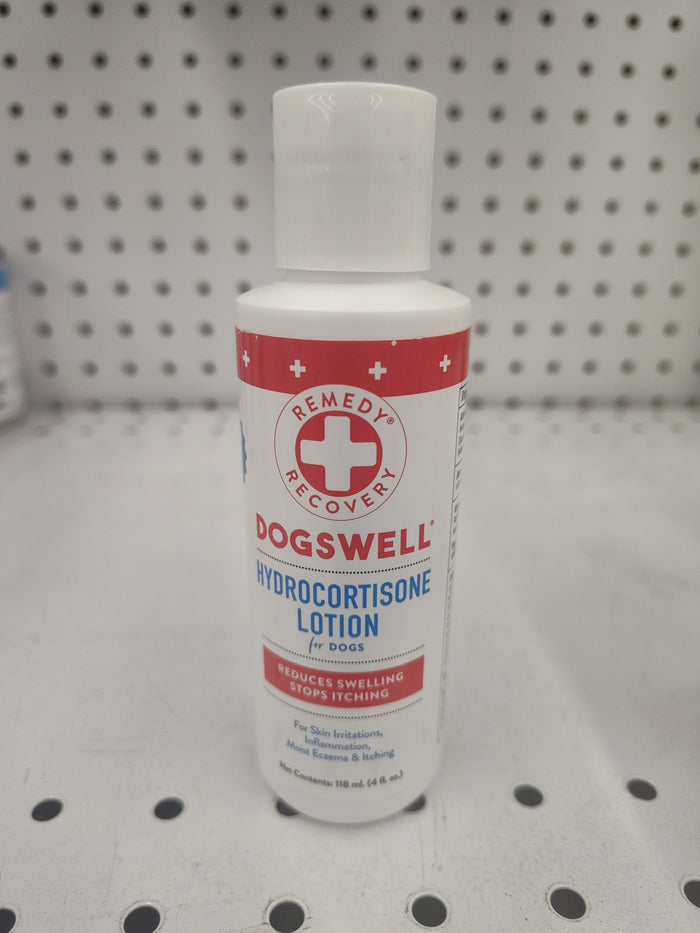 REMEDY®
RECOVERY
DOGSWELL®
HYDROCORTISONE
LOTION
for DOGS
REDUCES SWELLING
STOPS ITCHING
For Skin Irritations,
Inflammation,
Moist Eczema & Itching
Net Contents: 118 ml. (4 fl. oz.)